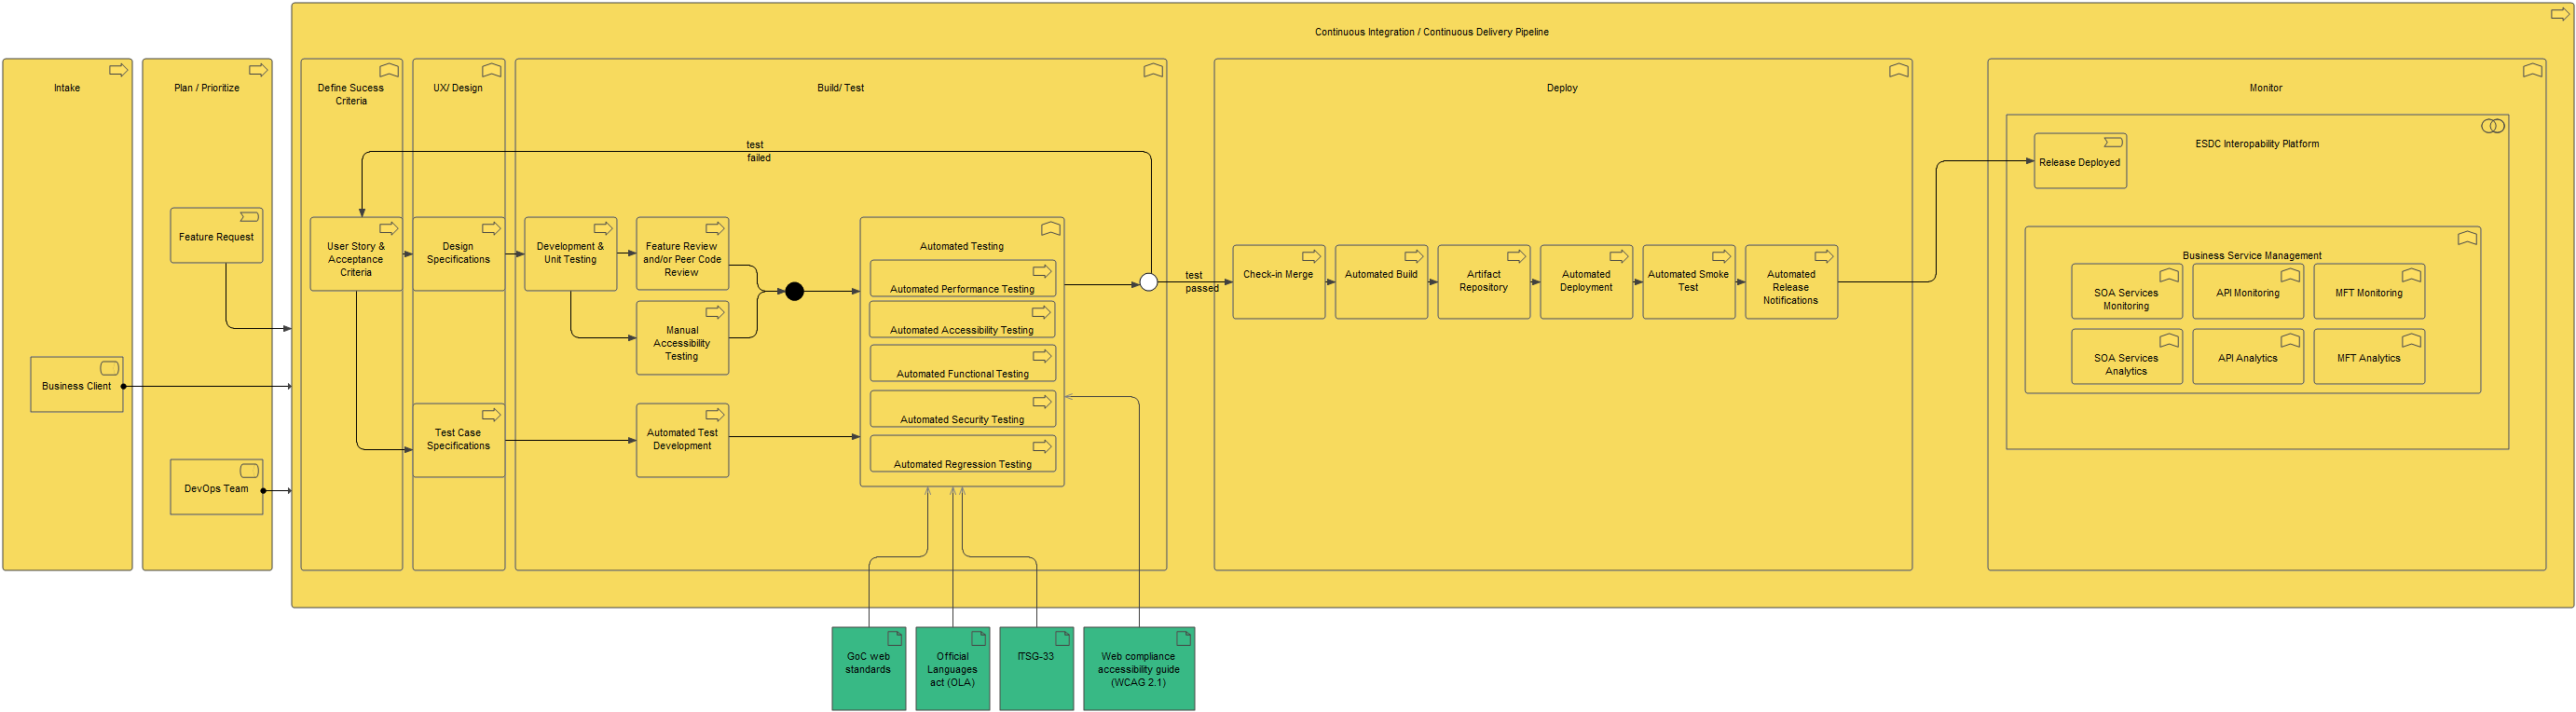 Continuous Integration / Continuous Delivery Pipeline
Intake
Business Client
Plan / Prioritize
Feature Request
DevOps Team
Define Sucess
Criteria
User Story &
Acceptance
Criteria
UX/ Design
Design
Specifications
Test Case
Specifications
Build/ Test
test
failed
Development &
Unit Testing
Feature Review
and/or Peer Code
Review
Manual
Accessibility
Testing
Automated Test
Development
Automated Testing
Automated Performance Testing
Automated Accessibility Testing
Automated Functional Testing
Automated Security Testing
Automated Regression Testing
test
passed
Deploy
Check-in Merge
Automated Build
Artifact
Repository
Automated
Deployment
Automated Smoke
Test
Automated
Release
Notifications
Monitor
ESDC Interopability Platform
Release Deployed
Business Service Management
SOA Services
Monitoring
API Monitoring
MFT Monitoring
SOA Services
Analytics
API Analytics
MFT Analytics
GoC web
standards
Official
Languages
act (OLA)
ITSG-33
Web compliance
accessibility guide
(WCAG 2.1)